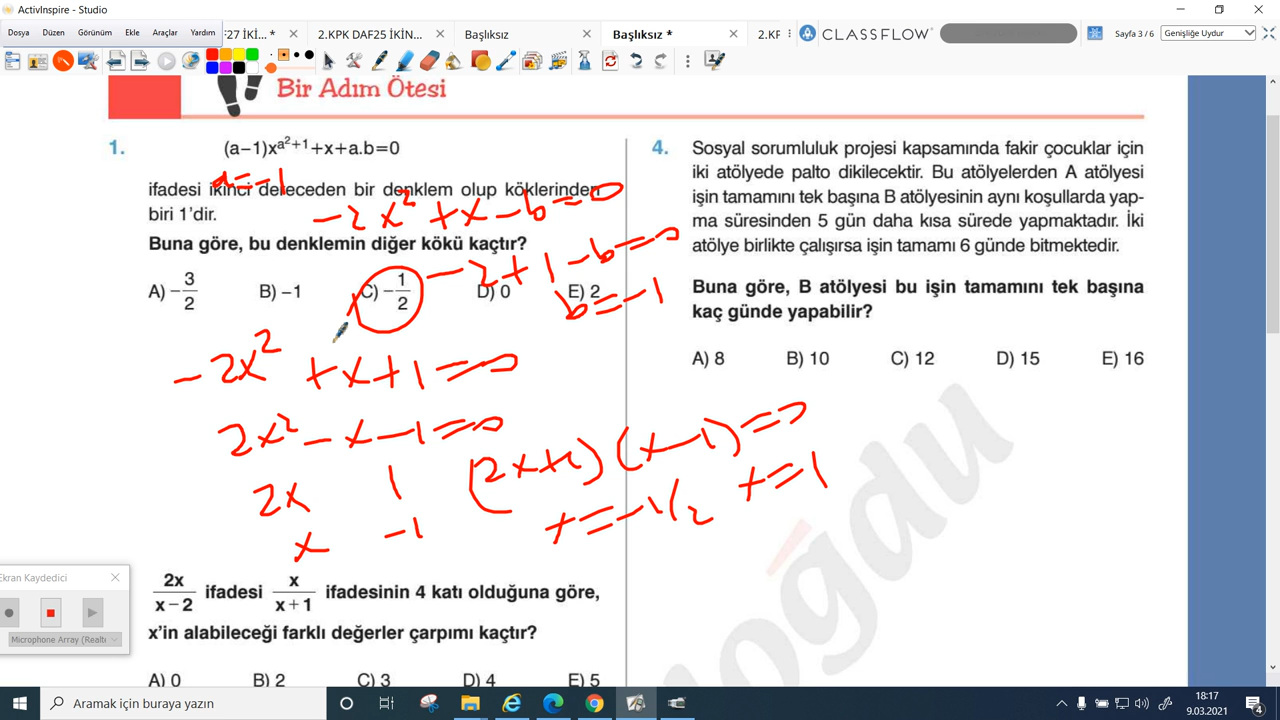 ActivInspire - Studio
Dosya Düzen Görünüm Ekle Araçlar Yardım
F27 İKİ... *
2.KPK DAF25 İKİN...
Başlıksız
Başlıksız *
2.KP
CLASSFLOW
Sayfa 3 / 6
Genişliğe Uydur
Bir Adım Ötesi
1.
(a−1)x^{a²+1}+x+a.b=0
a=-1
ifadesi ikinci dereceden bir denklem olup köklerinden
biri 1'dir.
-2x²+x-b=0
Buna göre, bu denklemin diğer kökü kaçtır?
-2+1-b=0
A) −3/2 B) −1 C) −1/2 D) 0 E) 2
b=-1
-2x²+x+1=0
2x²-x-1=0
2x 1
x -1
(2x+1)(x-1)=0
x=-1/2 x=1
2x/(x−2) ifadesi x/(x+1) ifadesinin 4 katı olduğuna göre,
x'in alabileceği farklı değerler çarpımı kaçtır?
A) 0 B) 2 C) 3 D) 4 E) 5
4.
Sosyal sorumluluk projesi kapsamında fakir çocuklar için
iki atölyede palto dikilecektir. Bu atölyelerden A atölyesi
işin tamamını tek başına B atölyesinin aynı koşullarda yap-
ma süresinden 5 gün daha kısa sürede yapmaktadır. İki
atölye birlikte çalışırsa işin tamamı 6 günde bitmektedir.
Buna göre, B atölyesi bu işin tamamını tek başına
kaç günde yapabilir?
A) 8 B) 10 C) 12 D) 15 E) 16
oğdu
Ekran Kaydedici
Microphone Array (Realt
Aramak için buraya yazın
18:17
9.03.2021
4